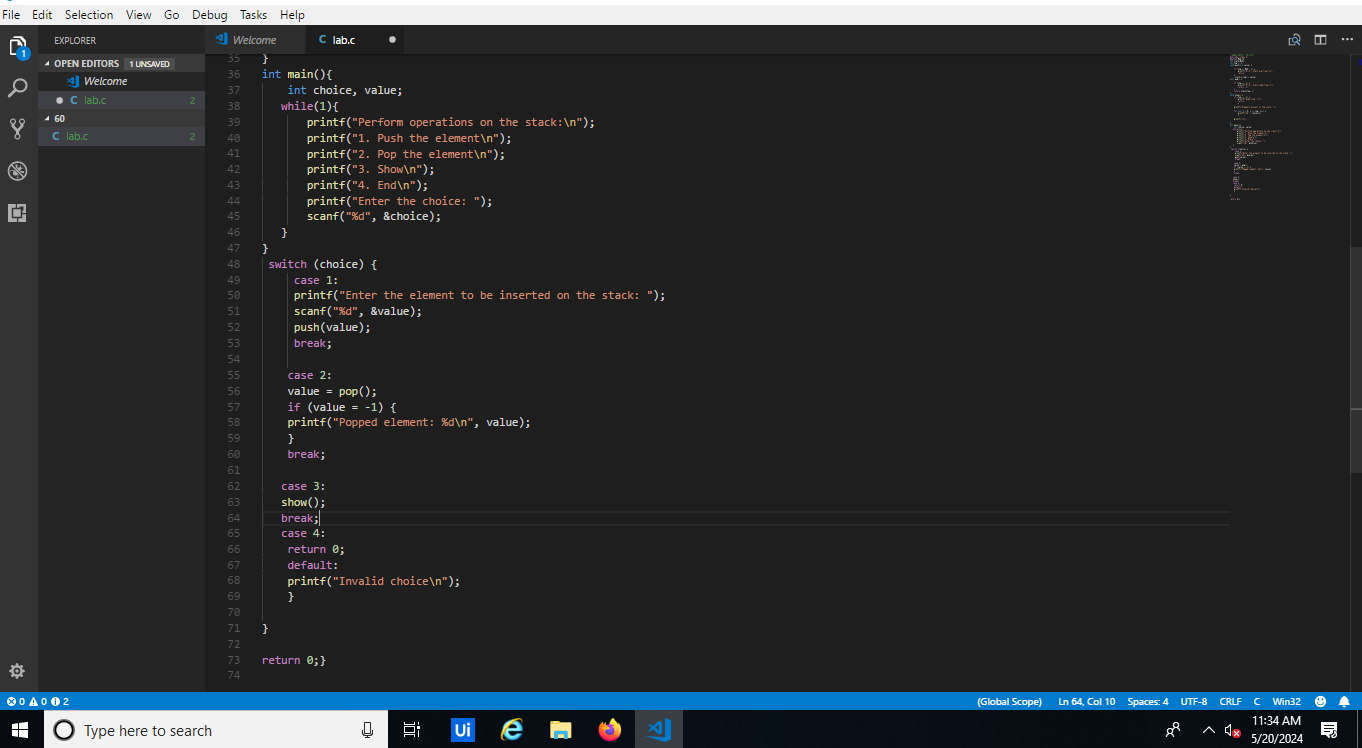 File Edit Selection View Go Debug Tasks Help
EXPLORER
OPEN EDITORS 1 UNSAVED
Welcome
C lab.c 2
60
C lab.c 2
1
Welcome
C lab.c
35 }
36 int main(){
37 int choice, value;
38 while(1){
39 printf("Perform operations on the stack:\n");
40 printf("1. Push the element\n");
41 printf("2. Pop the element\n");
42 printf("3. Show\n");
43 printf("4. End\n");
44 printf("Enter the choice: ");
45 scanf("%d", &choice);
46 }
47 }
48 switch (choice) {
49 case 1:
50 printf("Enter the element to be inserted on the stack: ");
51 scanf("%d", &value);
52 push(value);
53 break;
54
55 case 2:
56 value = pop();
57 if (value = -1) {
58 printf("Popped element: %d\n", value);
59 }
60 break;
61
62 case 3:
63 show();
64 break;
65 case 4:
66 return 0;
67 default:
68 printf("Invalid choice\n");
69 }
70
71 }
72
73 return 0;}
74
0 0 2
(Global Scope) Ln 64, Col 10 Spaces: 4 UTF-8 CRLF C Win32
Type here to search
Ui
11:34 AM
5/20/2024